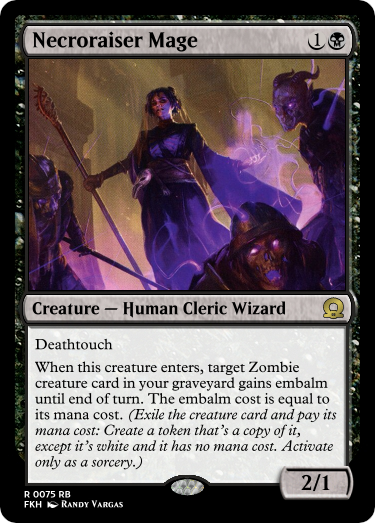 Necroraiser Mage 1
Creature — Human Cleric Wizard
Deathtouch
When this creature enters, target Zombie
creature card in your graveyard gains embalm
until end of turn. The embalm cost is equal to
its mana cost. (Exile the creature card and pay its
mana cost: Create a token that's a copy of it,
except it's white and it has no mana cost. Activate
only as a sorcery.)
2/1
R 0075 RB
FKH Randy Vargas